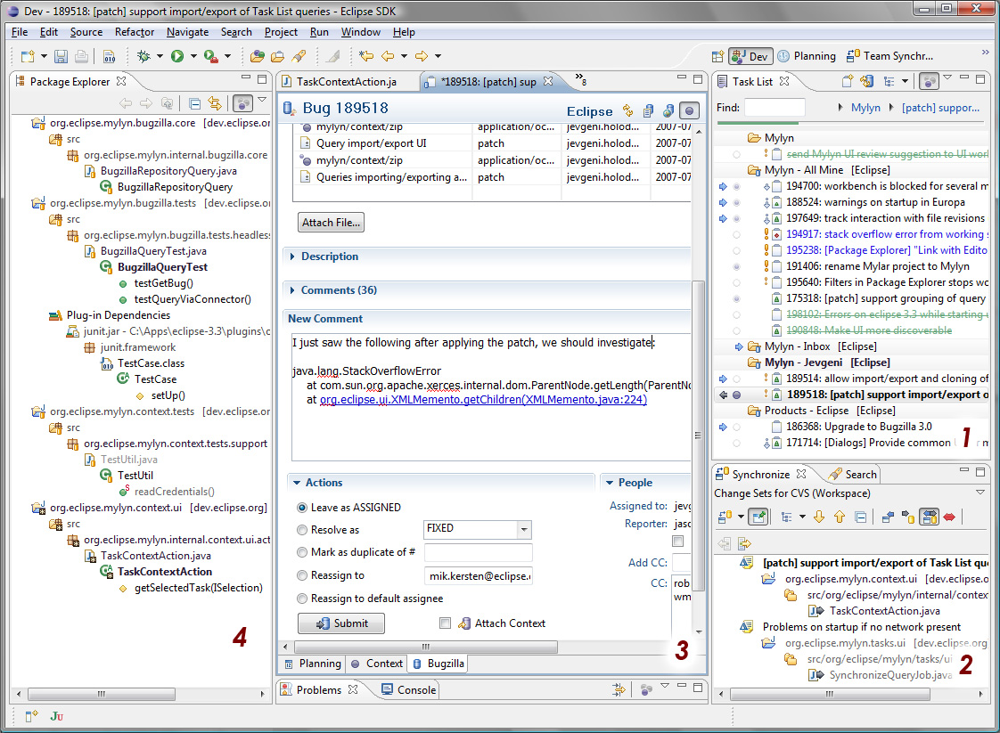 Dev - 189518: [patch] support import/export of Task List queries - Eclipse SDK
File Edit Source Refactor Navigate Search Project Run Window Help
Dev Planning Team Synchr...
Package Explorer
org.eclipse.mylyn.bugzilla.core [dev.eclipse.o
src
org.eclipse.mylyn.internal.bugzilla.core
BugzillaRepositoryQuery.java
BugzillaRepositoryQuery
org.eclipse.mylyn.bugzilla.tests [dev.eclipse.o
src
org.eclipse.mylyn.bugzilla.tests.headless
BugzillaQueryTest.java
BugzillaQueryTest
testGetBug()
testQueryViaConnector()
Plug-in Dependencies
junit.jar - C:\Apps\eclipse-3.3\plugins\o
junit.framework
TestCase.class
TestCase
setUp()
org.eclipse.mylyn.context.tests [dev.eclipse.o
src
org.eclipse.mylyn.context.tests.support
TestUtil.java
TestUtil
readCredentials()
org.eclipse.mylyn.context.ui [dev.eclipse.org]
src
org.eclipse.mylyn.internal.context.ui.act
TaskContextAction.java
TaskContextAction
getSelectedTask(ISelection)
4
TaskContextAction.ja
*189518: [patch] sup
»8
Bug 189518
Eclipse
mylyn/context/zip application/oc... jevgeni.holod... 2007-07
Query import/export UI patch jevgeni.holod... 2007-07
mylyn/context/zip application/oc... jevgeni.holod... 2007-07
Queries importing/exporting a... patch jevgeni.holod... 2007-07
Attach File...
Description
Comments (36)
New Comment
I just saw the following after applying the patch, we should investigate:
java.lang.StackOverflowError
at com.sun.org.apache.xerces.internal.dom.ParentNode.getLength(ParentNo
at org.eclipse.ui.XMLMemento.getChildren(XMLMemento.java:224)
Actions
Leave as ASSIGNED
Resolve as FIXED
Mark as duplicate of #
Reassign to mik.kersten@eclipse.
Reassign to default assignee
Submit
Attach Context
People
Assigned to: jevg
Reporter: jasc
Add CC:
CC: rob
wm
3
Planning Context Bugzilla
Problems Console
Task List
Find:
Mylyn
[patch] suppor...
Mylyn
send Mylyn UI review suggestion to UI worl
Mylyn - All Mine [Eclipse]
194700: workbench is blocked for several m
188524: warnings on startup in Europa
197649: track interaction with file revisions
194917: stack overflow error from working s
195238: [Package Explorer] "Link with Edito
191406: rename Mylar project to Mylyn
195640: Filters in Package Explorer stops wo
175318: [patch] support grouping of query
198102: Errors on eclipse 3.3 while starting
190848: Make UI more discoverable
Mylyn - Inbox [Eclipse]
Mylyn - Jevgeni [Eclipse]
189514: allow import/export and cloning of
189518: [patch] support import/export o
Products - Eclipse [Eclipse]
186368: Upgrade to Bugzilla 3.0
171714: [Dialogs] Provide common
1
Synchronize Search
Change Sets for CVS (Workspace)
[patch] support import/export of Task List que
org.eclipse.mylyn.context.ui [dev.eclipse.o
src/org/eclipse/mylyn/internal/contex
TaskContextAction.java
Problems on startup if no network present
org.eclipse.mylyn.tasks.ui [dev.eclipse.org
src/org/eclipse/mylyn/tasks/ui
SynchronizeQueryJob.java
2
Ju